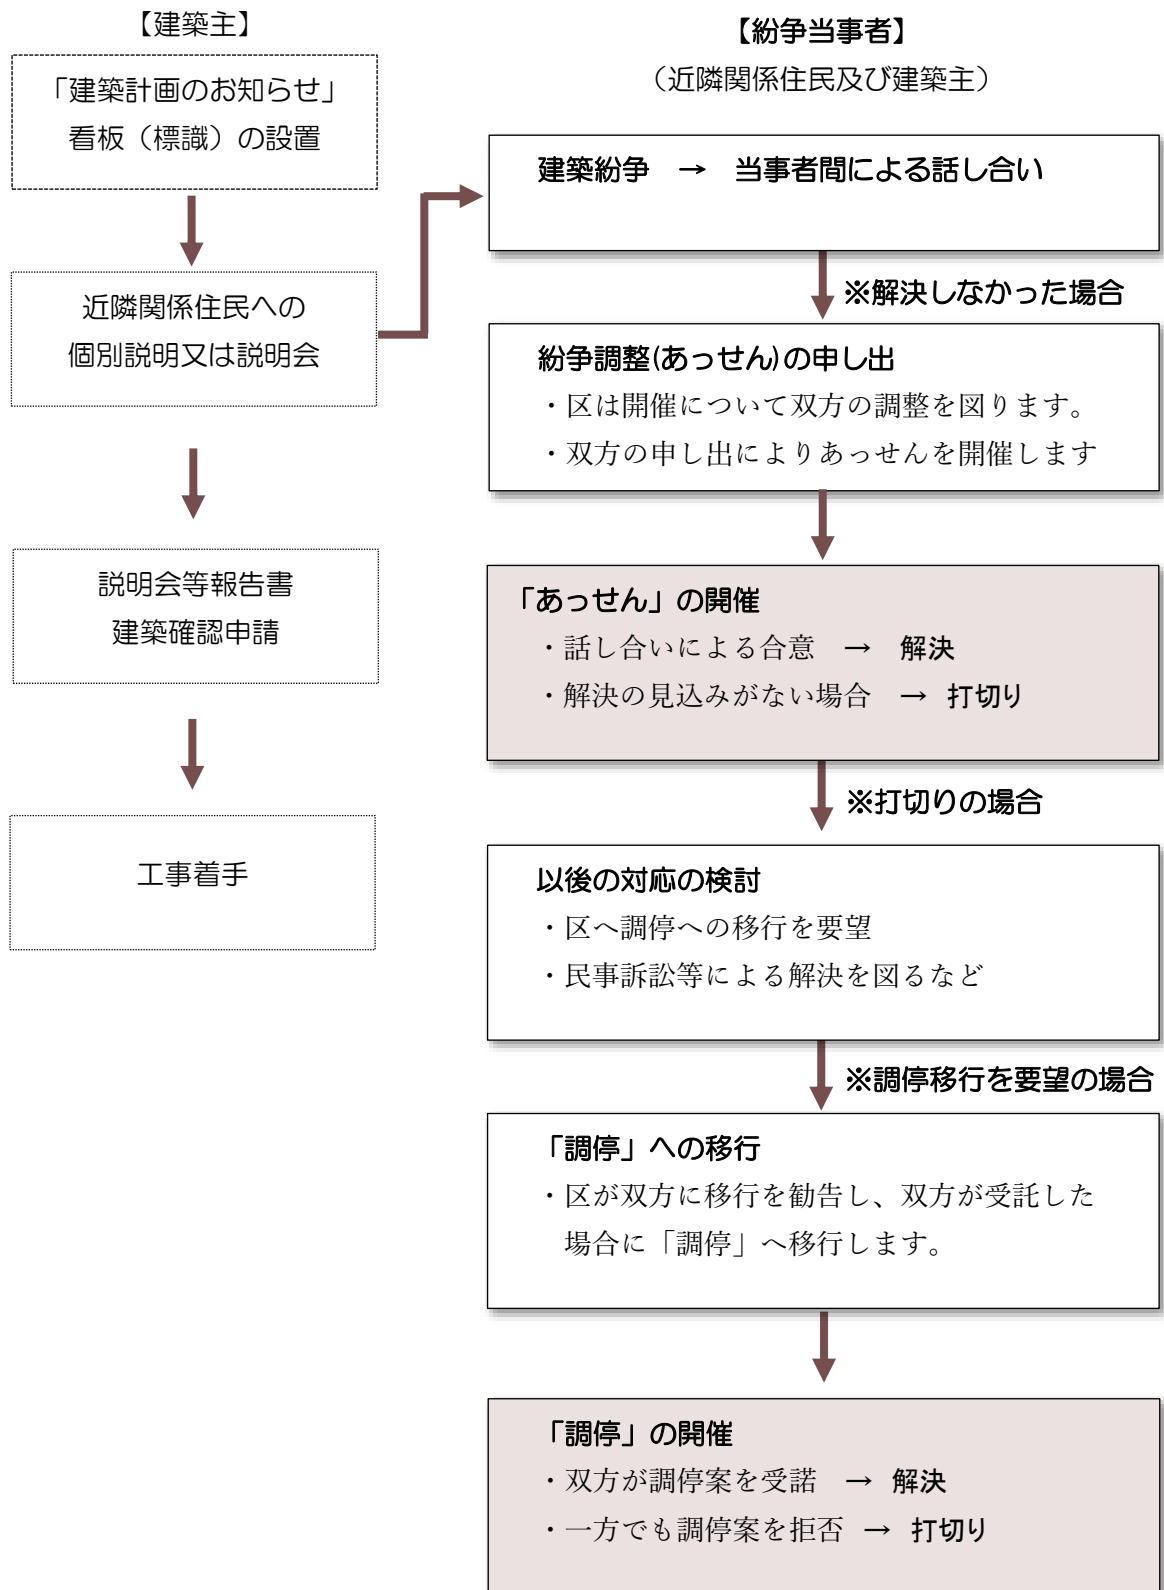 【建築主】
「建築計画のお知らせ」
看板（標識）の設置
近隣関係住民への
個別説明又は説明会
説明会等報告書
建築確認申請
工事着手
【紛争当事者】
（近隣関係住民及び建築主）
建築紛争　→　当事者間による話し合い
※解決しなかった場合
紛争調整(あっせん)の申し出
・区は開催について双方の調整を図ります。
・双方の申し出によりあっせんを開催します
「あっせん」の開催
・話し合いによる合意　→　解決
・解決の見込みがない場合　→ 打切り
※打切りの場合
以後の対応の検討
・区へ調停への移行を要望
・民事訴訟等による解決を図るなど
※調停移行を要望の場合
「調停」への移行
・区が双方に移行を勧告し、双方が受託した
場合に「調停」へ移行します。
「調停」の開催
・双方が調停案を受諾　→ 解決
・一方でも調停案を拒否 → 打切り